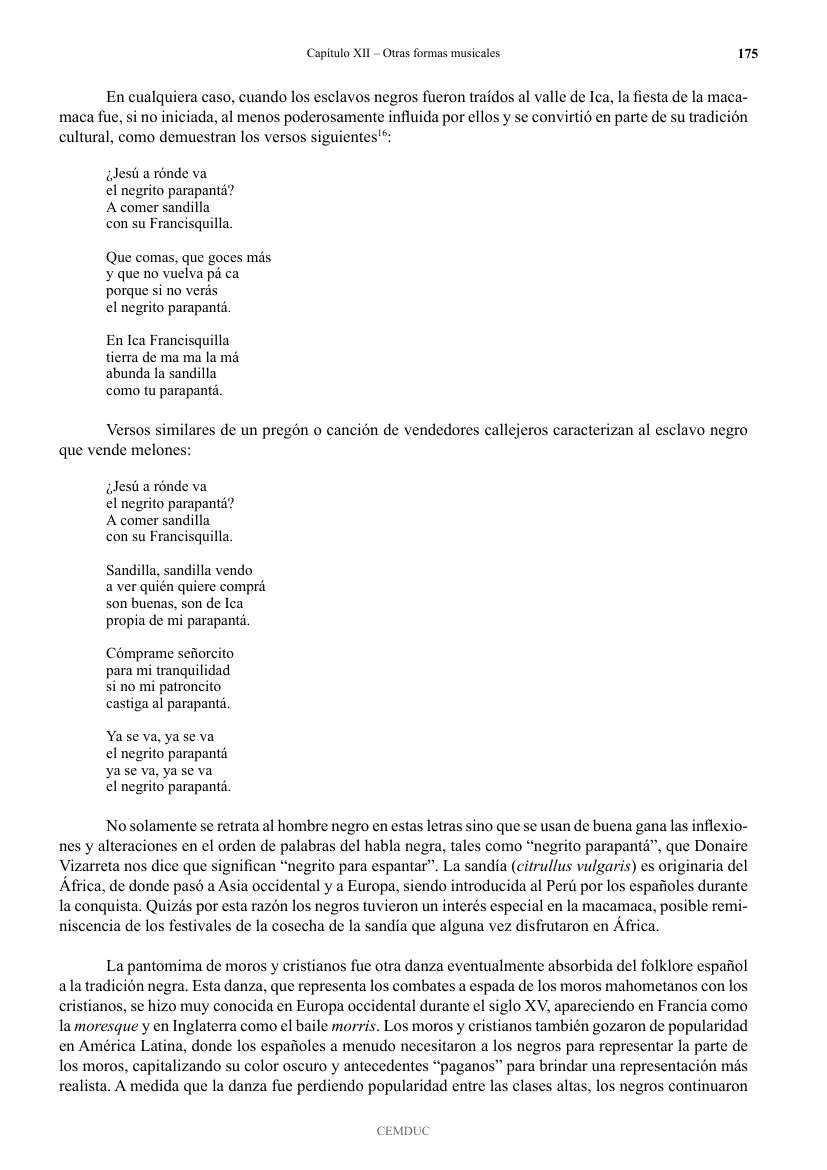 Capítulo XII – Otras formas musicales
175
En cualquiera caso, cuando los esclavos negros fueron traídos al valle de Ica, la fiesta de la maca-
maca fue, si no iniciada, al menos poderosamente influida por ellos y se convirtió en parte de su tradición
cultural, como demuestran los versos siguientes16:
¿Jesú a rónde va
el negrito parapantá?
A comer sandilla
con su Francisquilla.
Que comas, que goces más
y que no vuelva pá ca
porque si no verás
el negrito parapantá.
En Ica Francisquilla
tierra de ma ma la má
abunda la sandilla
como tu parapantá.
Versos similares de un pregón o canción de vendedores callejeros caracterizan al esclavo negro
que vende melones:
¿Jesú a rónde va
el negrito parapantá?
A comer sandilla
con su Francisquilla.
Sandilla, sandilla vendo
a ver quién quiere comprá
son buenas, son de Ica
propia de mi parapantá.
Cómprame señorcito
para mi tranquilidad
si no mi patroncito
castiga al parapantá.
Ya se va, ya se va
el negrito parapantá
ya se va, ya se va
el negrito parapantá.
No solamente se retrata al hombre negro en estas letras sino que se usan de buena gana las inflexio-
nes y alteraciones en el orden de palabras del habla negra, tales como “negrito parapantá”, que Donaire
Vizarreta nos dice que significan “negrito para espantar”. La sandía (citrullus vulgaris) es originaria del
África, de donde pasó a Asia occidental y a Europa, siendo introducida al Perú por los españoles durante
la conquista. Quizás por esta razón los negros tuvieron un interés especial en la macamaca, posible remi-
niscencia de los festivales de la cosecha de la sandía que alguna vez disfrutaron en África.
La pantomima de moros y cristianos fue otra danza eventualmente absorbida del folklore español
a la tradición negra. Esta danza, que representa los combates a espada de los moros mahometanos con los
cristianos, se hizo muy conocida en Europa occidental durante el siglo XV, apareciendo en Francia como
la moresque y en Inglaterra como el baile morris. Los moros y cristianos también gozaron de popularidad
en América Latina, donde los españoles a menudo necesitaron a los negros para representar la parte de
los moros, capitalizando su color oscuro y antecedentes “paganos” para brindar una representación más
realista. A medida que la danza fue perdiendo popularidad entre las clases altas, los negros continuaron
CEMDUC